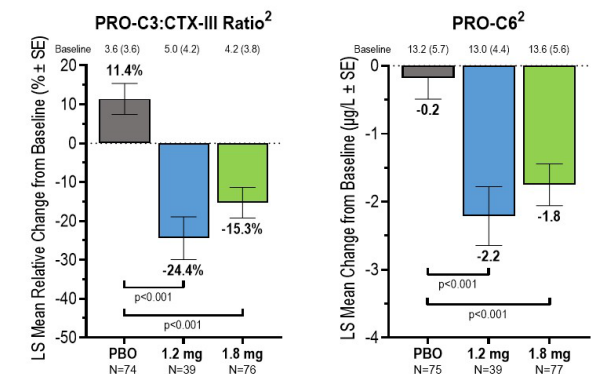 PRO-C3:CTX-III Ratio2
Baseline 3.6 (3.6) 5.0 (4.2) 4.2 (3.8)
LS Mean Relative Change from Baseline (% ± SE)
20
10
0
-10
-20
-30
-40
-50
11.4%
-24.4%
-15.3%
p<0.001
p<0.001
PBO 1.2 mg 1.8 mg
N=74 N=39 N=76
PRO-C62
Baseline 13.2 (5.7) 13.0 (4.4) 13.6 (5.6)
LS Mean Change from Baseline (µg/L ± SE)
0
-1
-2
-3
-4
-0.2
-2.2
-1.8
p<0.001
p<0.001
PBO 1.2 mg 1.8 mg
N=75 N=39 N=77